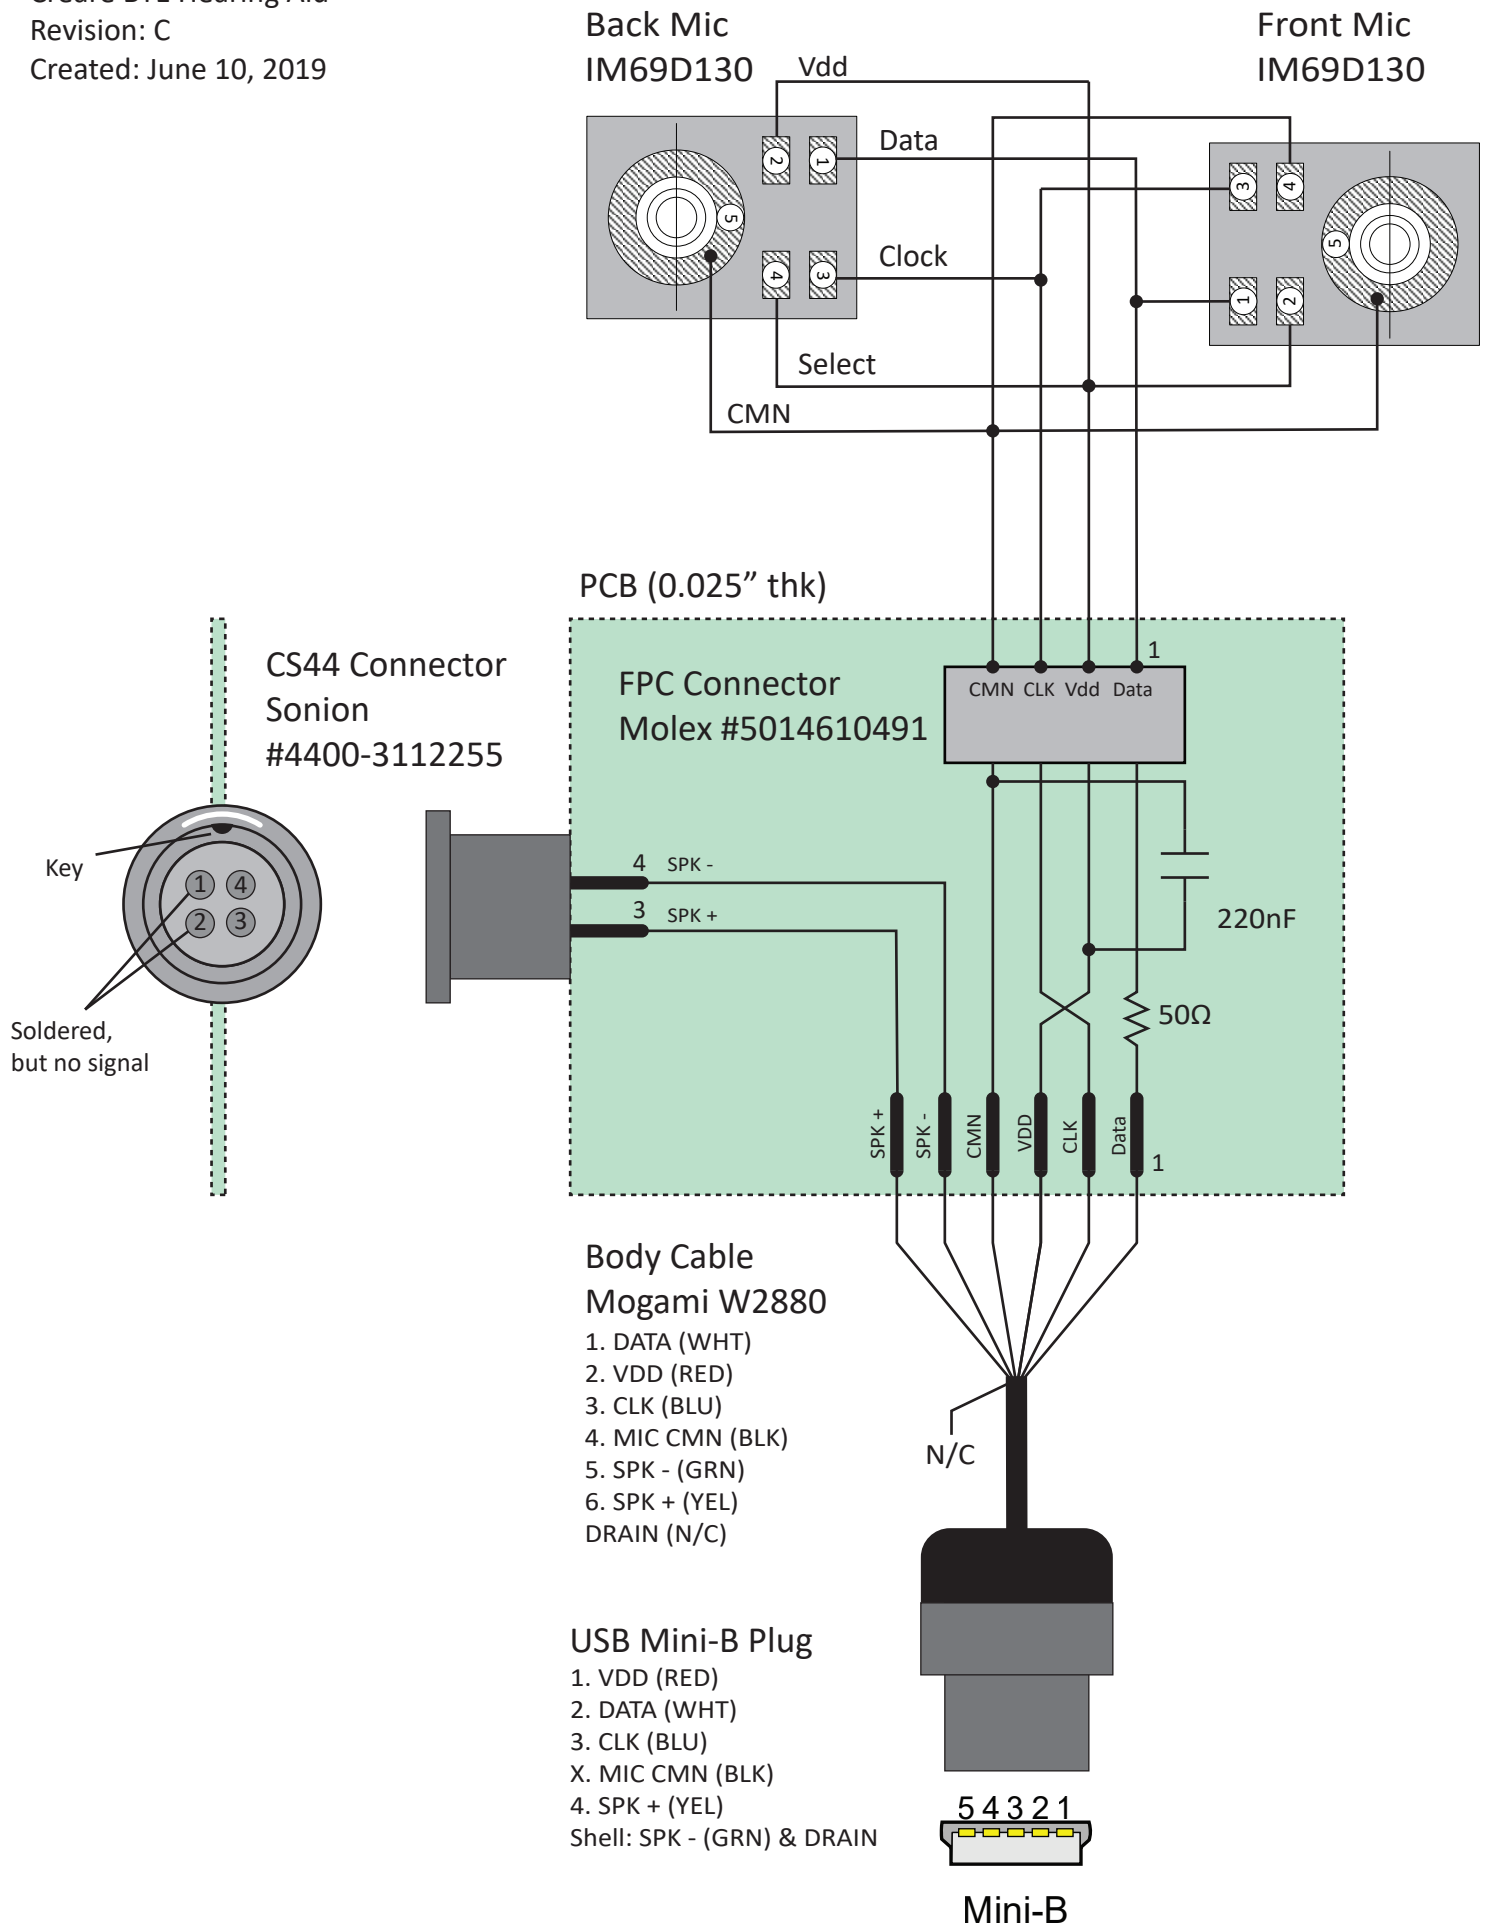 Revision: C
Created: June 10, 2019
Back Mic
IM69D130
Front Mic
IM69D130
Vdd
Data
2
1
5
4
3
Clock
3
4
5
1
2
Select
CMN
PCB (0.025” thk)
CS44 Connector
Sonion
#4400-3112255
FPC Connector
Molex #5014610491
1
CMN CLK Vdd Data
Key
1 4
2 3
Soldered,
but no signal
4 SPK -
3 SPK +
220nF
50Ω
SPK +
SPK -
CMN
VDD
CLK
Data
1
Body Cable
Mogami W2880
1. DATA (WHT)
2. VDD (RED)
3. CLK (BLU)
4. MIC CMN (BLK)
5. SPK - (GRN)
6. SPK + (YEL)
DRAIN (N/C)
N/C
USB Mini-B Plug
1. VDD (RED)
2. DATA (WHT)
3. CLK (BLU)
X. MIC CMN (BLK)
4. SPK + (YEL)
Shell: SPK - (GRN) & DRAIN
5 4 3 2 1
Mini-B